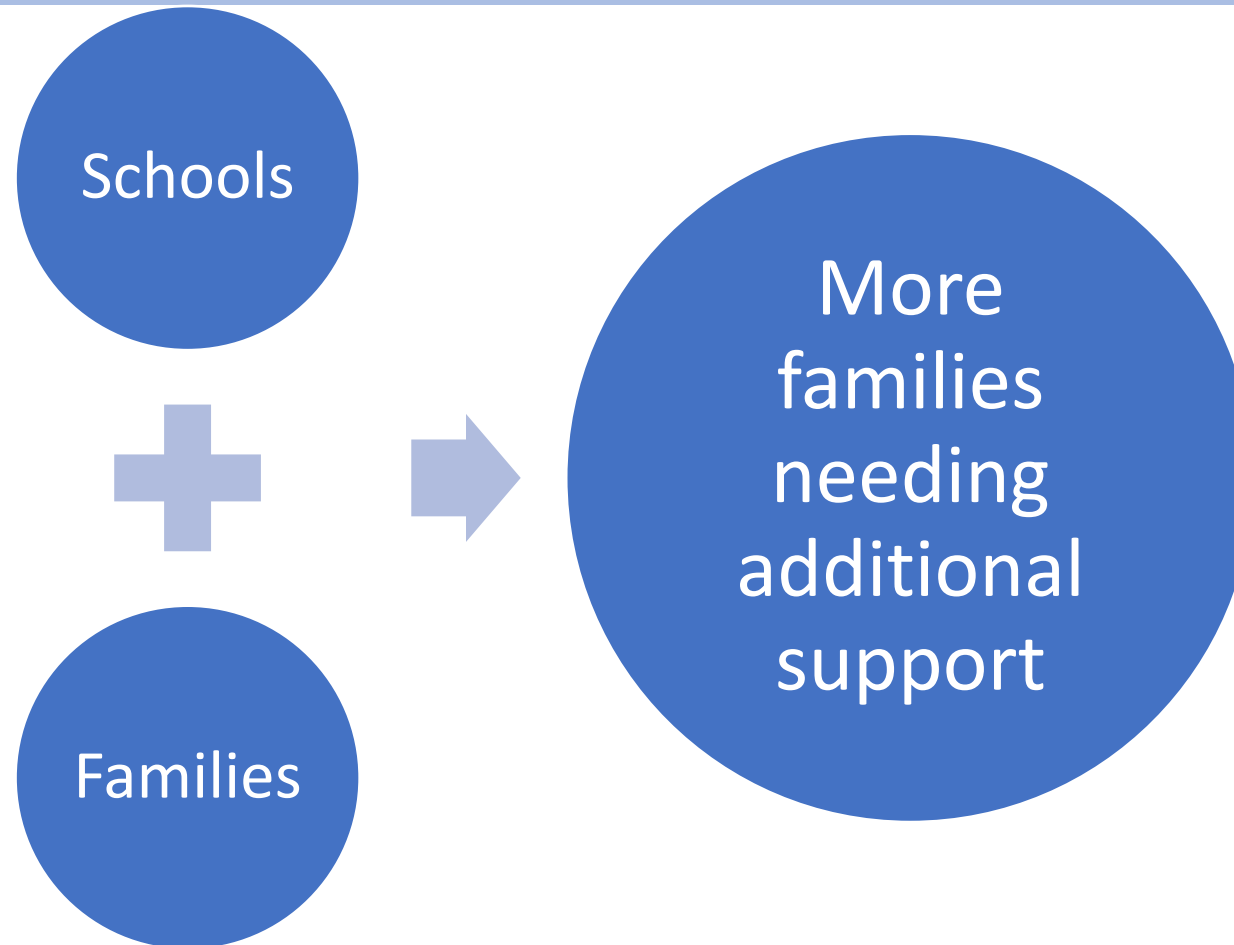 Schools
Families
More
families
needing
additional
support